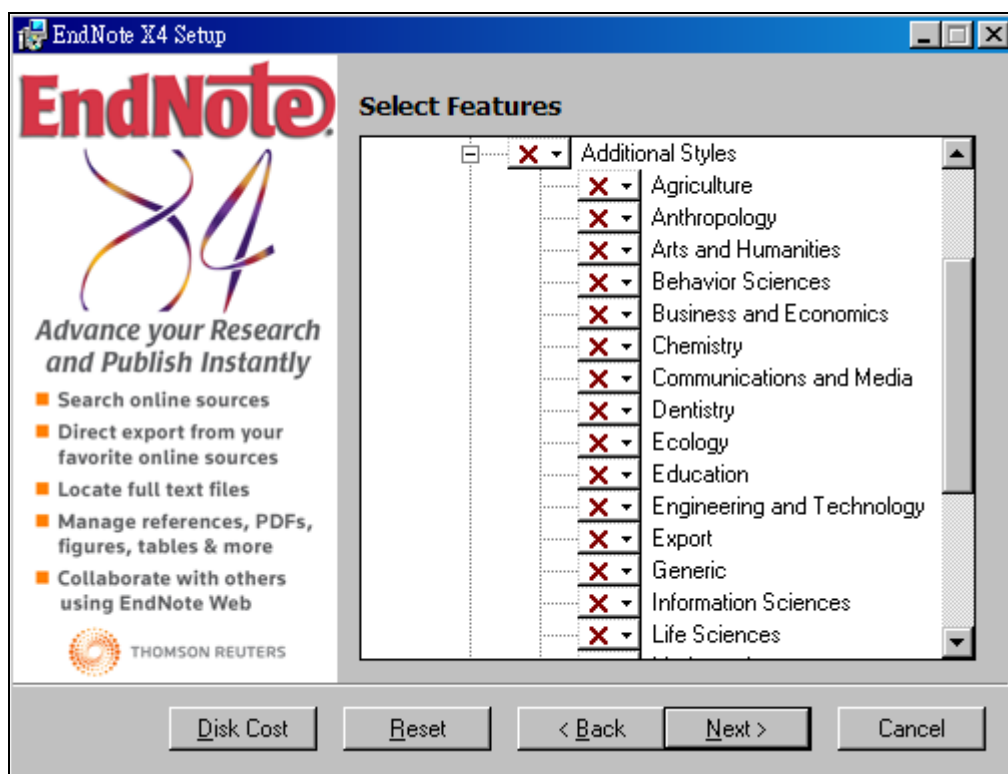 EndNote X4 Setup
EndNote
X4
Advance your Research
and Publish Instantly
Search online sources
Direct export from your
favorite online sources
Locate full text files
Manage references, PDFs,
figures, tables & more
Collaborate with others
using EndNote Web
THOMSON REUTERS
Select Features
Additional Styles
Agriculture
Anthropology
Arts and Humanities
Behavior Sciences
Business and Economics
Chemistry
Communications and Media
Dentistry
Ecology
Education
Engineering and Technology
Export
Generic
Information Sciences
Life Sciences
Disk Cost
Reset
< Back
Next >
Cancel